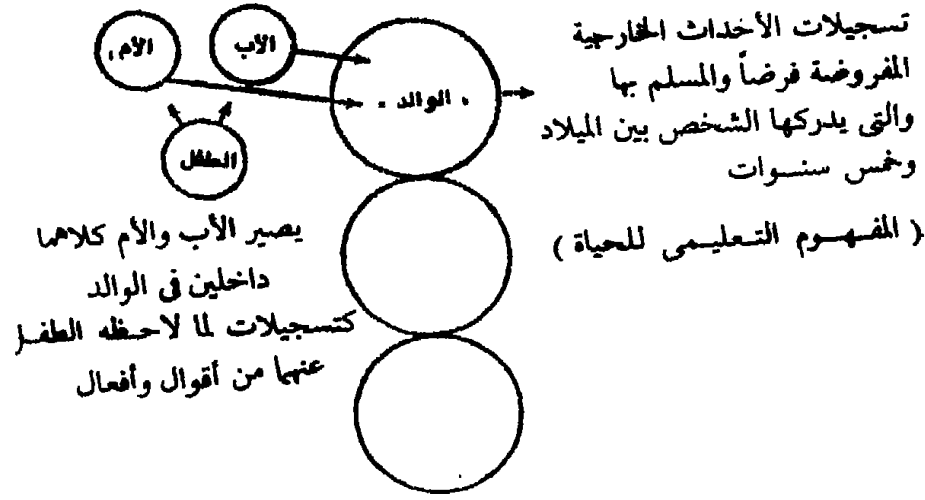 الأم
الأب
الوالد
الطفل
تسجيلات الأخداث الخارجية
المفروضة فرضاً والمسلم بها
والتى يدركها الشخص بين الميلاد
وخمس سنوات
( المفهوم التعليمى للحياة )
يصير الأب والأم كلاهما
داخلين فى الوالد
كتسجيلات لما لاحظه الطفل
عنهما من أقوال وأفعال